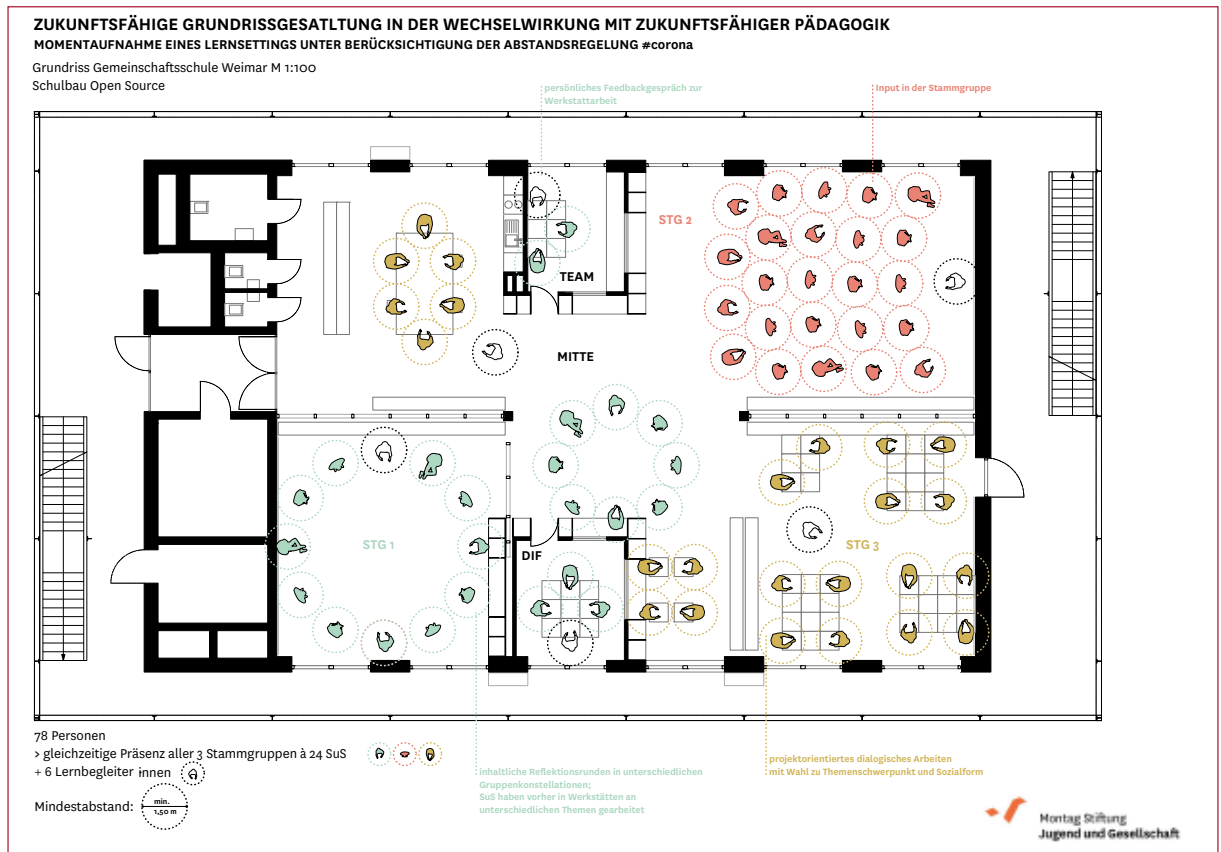 ZUKUNFTSFÄHIGE GRUNDRISSGESATLTUNG IN DER WECHSELWIRKUNG MIT ZUKUNFTSFÄHIGER PÄDAGOGIK
MOMENTAUFNAHME EINES LERNSETTINGS UNTER BERÜCKSICHTIGUNG DER ABSTANDSREGELUNG #corona
Grundriss Gemeinschaftsschule Weimar M 1:100
Schulbau Open Source
persönliches Feedbackgespräch zur
Werkstattarbeit
Input in der Stammgruppe
STG 2
TEAM
MITTE
STG 1
DIF
STG 3
78 Personen
> gleichzeitige Präsenz aller 3 Stammgruppen à 24 SuS
+ 6 Lernbegleiter innen
Mindestabstand:
min.
1,50 m
inhaltliche Reflektionsrunden in unterschiedlichen
Gruppenkonstellationen;
SuS haben vorher in Werkstätten an
unterschiedlichen Themen gearbeitet
projektorientiertes dialogisches Arbeiten
mit Wahl zu Themenschwerpunkt und Sozialform
Montag Stiftung
Jugend und Gesellschaft